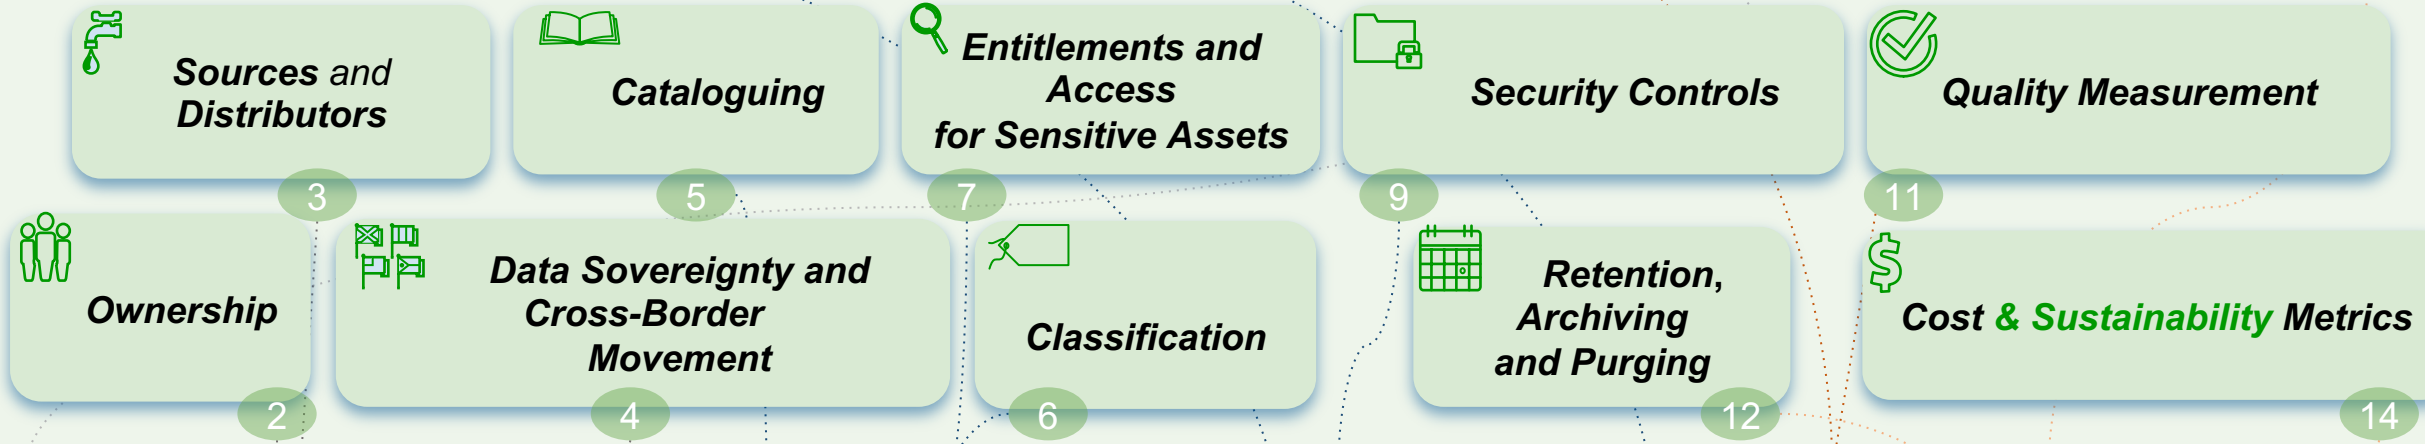 Sources and
Distributors
3
Cataloguing
5
Entitlements and
Access
for Sensitive Assets
7
Security Controls
9
Quality Measurement
11
Ownership
2
Data Sovereignty and
Cross-Border
Movement
4
Classification
6
Retention,
Archiving
and Purging
12
Cost & Sustainability Metrics
14